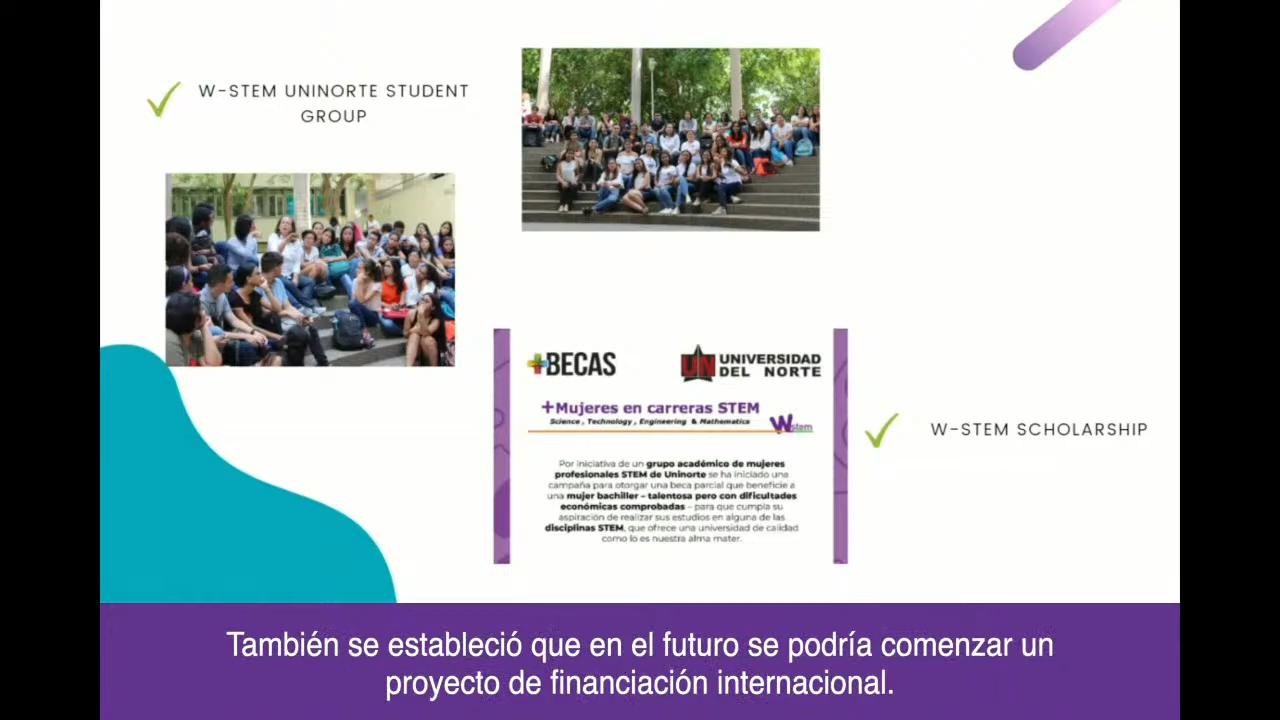 W-STEM UNINORTE STUDENT
GROUP
+BECAS
UN UNIVERSIDAD
DEL NORTE
+Mujeres en carreras STEM
Science, Technology, Engineering & Mathematics
Wstem
Por iniciativa de un grupo académico de mujeres
profesionales STEM de Uninorte se ha iniciado una
campaña para otorgar una beca parcial que beneficie a
una mujer bachiller – talentosa pero con dificultades
económicas comprobadas – para que cumpla su
aspiración de realizar sus estudios en alguna de las
disciplinas STEM, que ofrece una universidad de calidad
como lo es nuestra alma mater.
W-STEM SCHOLARSHIP
También se estableció que en el futuro se podría comenzar un
proyecto de financiación internacional.